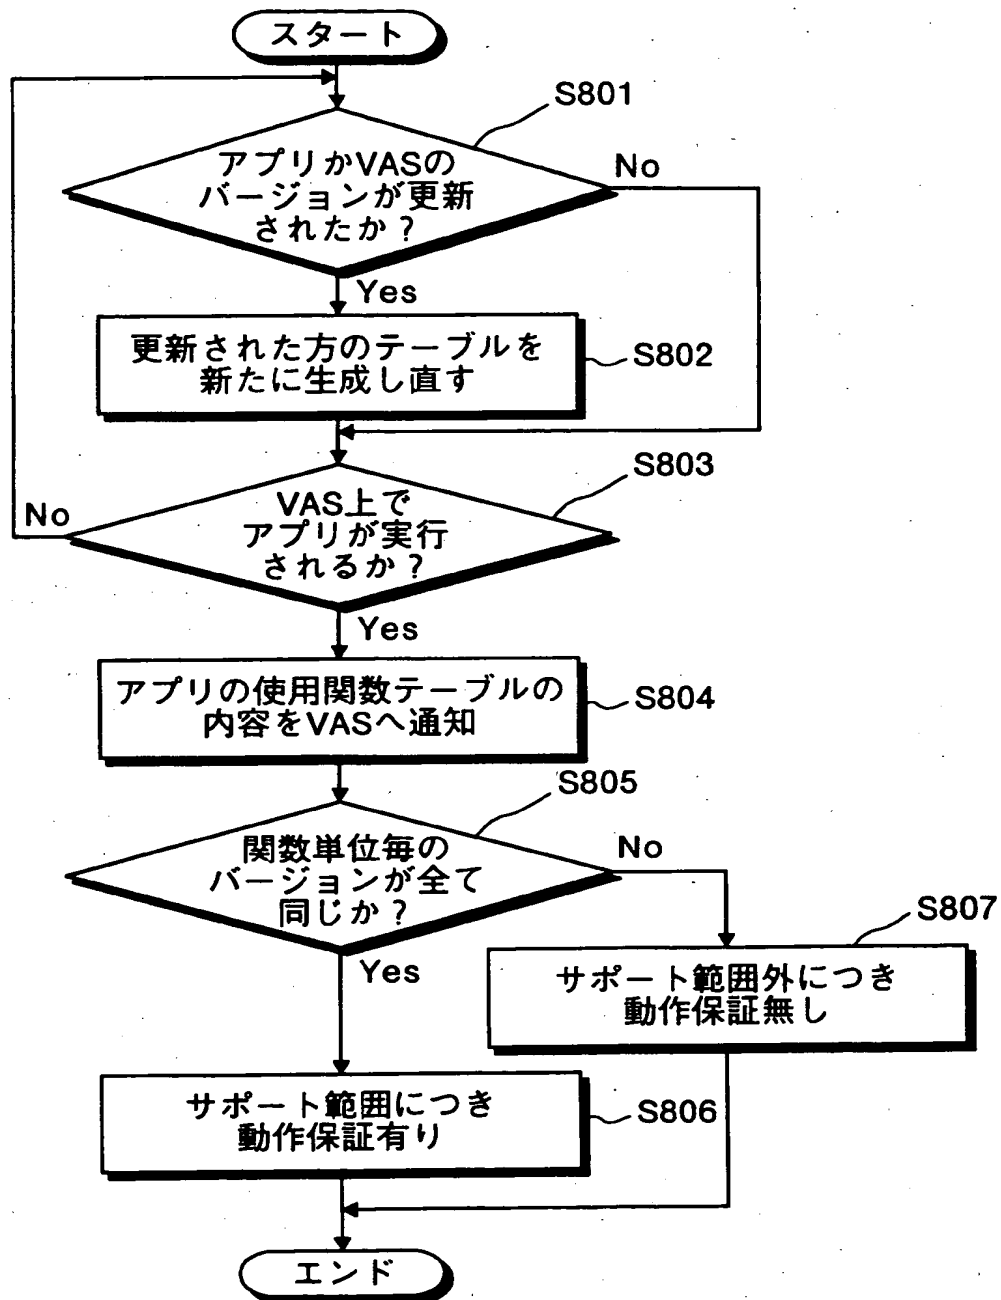 スタート
S801
アプリかVASの
バージョンが更新
されたか？
No
Yes
更新された方のテーブルを
新たに生成し直す
S802
S803
VAS上で
アプリが実行
されるか？
No
Yes
アプリの使用関数テーブルの
内容をVASへ通知
S804
S805
関数単位毎の
バージョンが全て
同じか？
No
Yes
S807
サポート範囲外につき
動作保証無し
サポート範囲につき
動作保証有り
S806
エンド